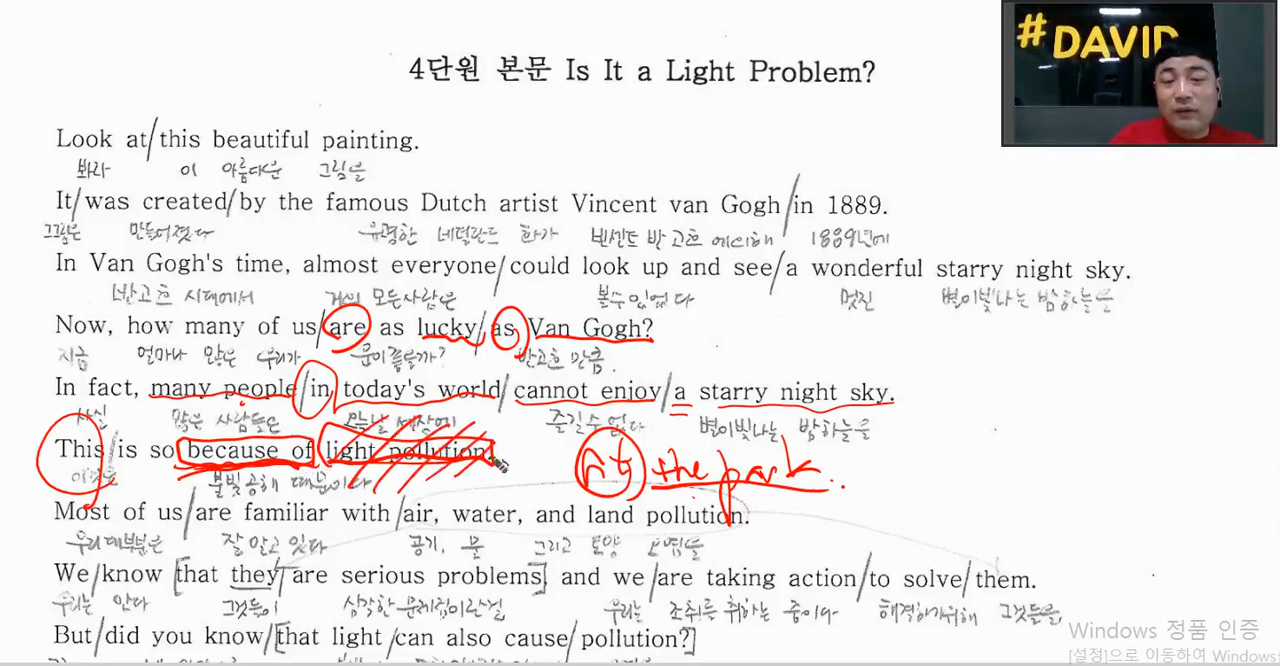 #DAVID
4단원 본문 Is It a Light Problem?
Look at/this beautiful painting.
봐라 이 아름다운 그림을
It/was created/by the famous Dutch artist Vincent van Gogh/in 1889.
그그림은 만들어졌다 유명한 네덜란드 화가 빈센트 반 고흐 에의해 1889년에
In Van Gogh's time, almost everyone/could look up and see/a wonderful starry night sky.
반고흐 시대에서 거의 모든사람은 볼수있었다 멋진 별이빛나는 밤하늘을
Now, how many of us/are as lucky/as Van Gogh?
지금 얼마나 많은 우리가 운이좋을까? 반고흐 만큼.
In fact, many people/in today's world/cannot enjoy/a starry night sky.
사실 많은 사람들은 오늘날 세상에 즐길수없다 별이빛나는 밤하늘을
This/is so because of light pollution
at the park.
이것은 불빛공해 때문이다
Most of us/are familiar with/air, water, and land pollution.
우리 대부분은 잘 알고 있다 공기, 물 그리고 토양 오염들
We/know [that they/are serious problems] and we/are taking action/to solve/them.
우리는 안다 그것들이 심각한 문제점이란걸 우리는 조취를 취하는 중이다 해결하기위해 그것들을
But/did you know/[that light/can also cause/pollution?]
Windows 정품 인증
[설정]으로 이동하여 Windows